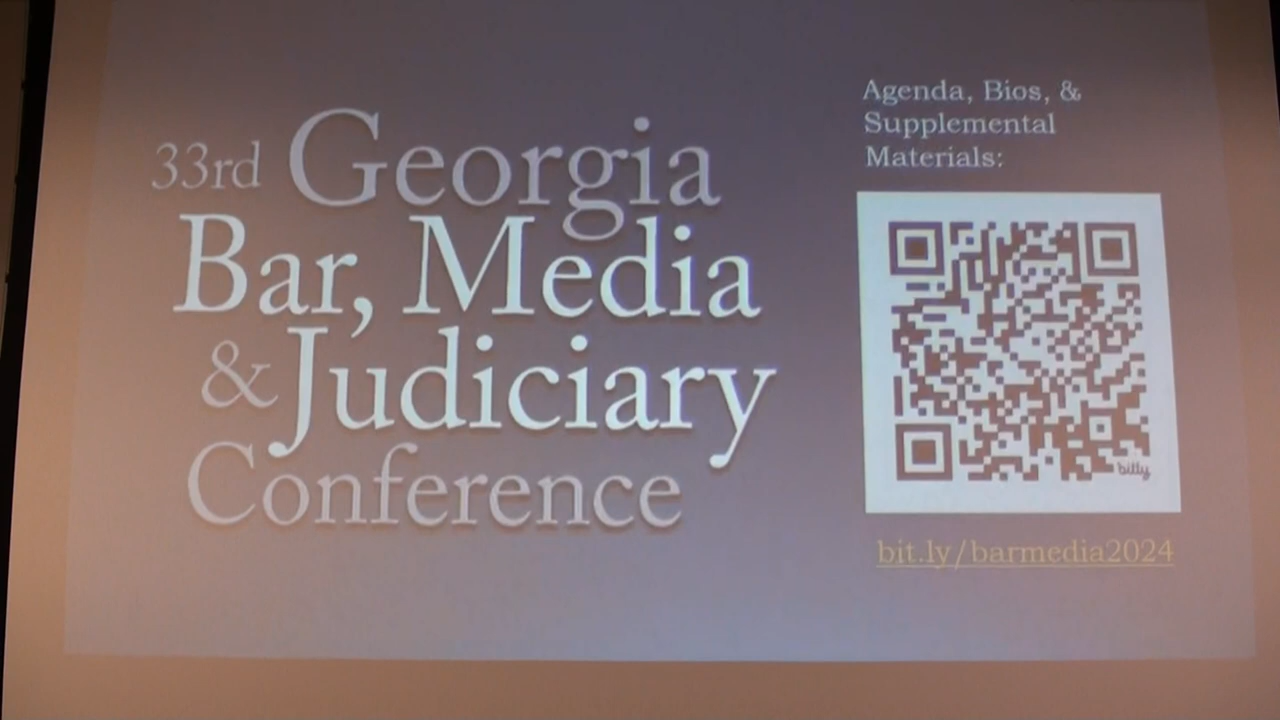 33rd Georgia
Bar, Media
& Judiciary
Conference
Agenda, Bios, &
Supplemental
Materials:
bitly
bit.ly/barmedia2024